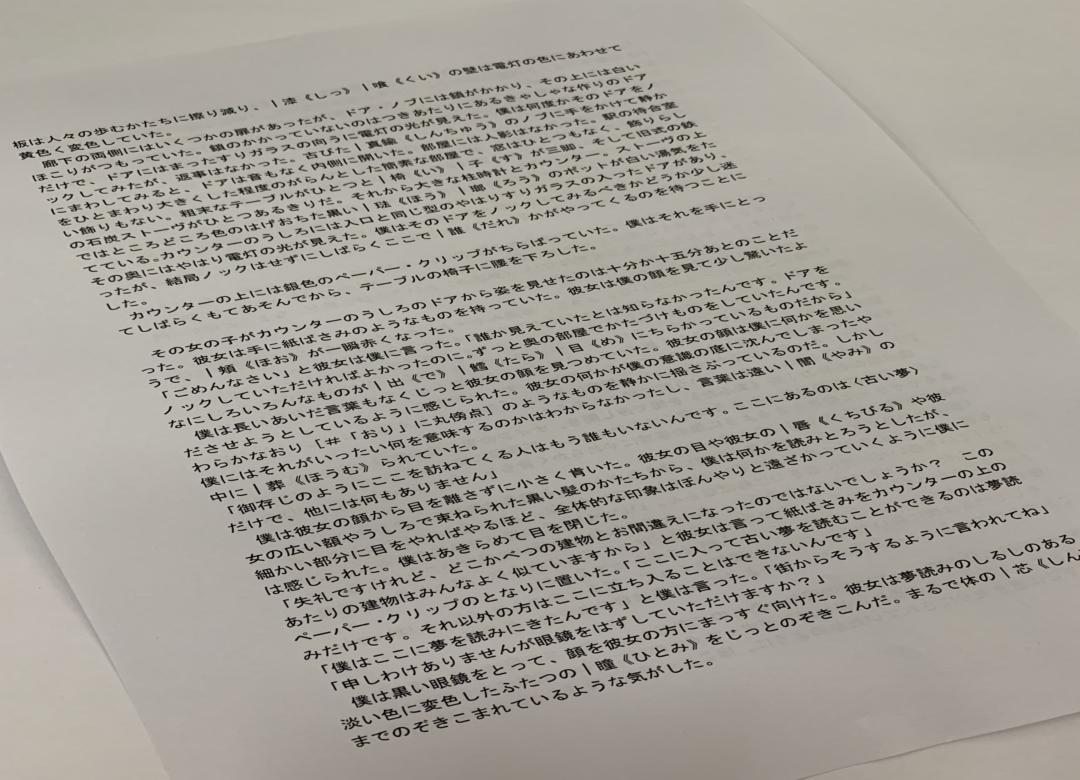 板は人々の歩むかたちに擦り減り、｜漆《しっ》｜喰《くい》の壁は電灯の色にあわせて
黄色く変色していた。
　廊下の両側にはいくつかの扉があったが、ドア・ノブには鎖がかかり、その上には白い
ほこりがつもっていた。鎖のかかっていないのはつきあたりにあるきゃしゃな作りのドア
だけで、ドアにはまったすりガラスの向うに電灯の光が見えた。僕は何度かそのドアをノ
ックしてみたが、返事はなかった。古びた｜真鍮《しんちゅう》のノブに手をかけて静か
にまわしてみると、ドアは音もなく内側に開いた。部屋には人影はなかった。駅の待合室
をひとまわり大きくした程度のがらんとした簡素な部屋で、窓はひとつもなく、飾りらし
い飾りもない。粗末なテーブルがひとつと｜椅《い》｜子《す》が三脚、そして旧式の鉄
の石炭ストーヴがひとつあるきりだ。それから大きな柱時計とカウンター。ストーヴの上
ではところどころ色のはげおちた黒い｜琺《ほう》｜瑯《ろう》のポットが白い湯気をた
てている。カウンターのうしろには入口と同じ型のやはりすりガラスの入ったドアがあり、
その奥にはやはり電灯の光が見えた。僕はそのドアをノックしてみるべきかどうか少し迷
ったが、結局ノックはせずにしばらくここで｜誰《だれ》かがやってくるのを待つことに
した。
　カウンターの上には銀色のペーパー・クリップがちらばっていた。僕はそれを手にとっ
てしばらくもてあそんでから、テーブルの椅子に腰を下ろした。
　その女の子がカウンターのうしろのドアから姿を見せたのは十分か十五分あとのことだ
った。彼女は手に紙ばさみのようなものを持っていた。彼女は僕の顔を見て少し驚いたよ
うで、｜頬《ほお》が一瞬赤くなった。
「ごめんなさい」と彼女は僕に言った。「誰か見えていたとは知らなかったんです。ドアを
ノックしていただければよかったのに。ずっと奥の部屋でかたづけものをしていたんです。
なにしろいろんなものが｜出《で》｜鱈《たら》｜目《め》にちらかっているものだから」
　僕は長いあいだ言葉もなくじっと彼女の顔を見つめていた。彼女の顔は僕に何かを思い
ださせようとしているように感じられた。彼女の何かが僕の意識の底に沈んでしまったや
わらかなおり［＃「おり」に丸傍点］のようなものを静かに揺さぶっているのだ。しかし
僕にはそれがいったい何を意味するのかはわからなかったし、言葉は遠い｜闇《やみ》の
中に｜葬《ほうむ》られていた。
「御存じのようにここを訪ねてくる人はもう誰もいないんです。ここにあるのは〈古い夢〉
だけで、他には何もありません」
　僕は彼女の顔から目を離さずに小さく肯いた。彼女の目や彼女の｜唇《くちびる》や彼
女の広い額やうしろで束ねられた黒い髪のかたちから、僕は何かを読みとろうとしたが、
細かい部分に目をやればやるほど、全体的な印象はぼんやりと遠ざかっていくように僕に
は感じられた。僕はあきらめて目を閉じた。
「失礼ですけれど、どこかべつの建物とお間違えになったのではないでしょうか？　この
あたりの建物はみんなよく似ていますから」と彼女は言って紙ばさみをカウンターの上の
ペーパー・クリップのとなりに置いた。「ここに入って古い夢を読むことができるのは夢読
みだけです。それ以外の方はここに立ち入ることはできないんです」
「僕はここに夢を読みにきたんです」と僕は言った。「街からそうするように言われてね」
「申しわけありませんが眼鏡をはずしていただけますか？」
　僕は黒い眼鏡をとって、顔を彼女の方にまっすぐ向けた。彼女は夢読みのしるしのある
淡い色に変色したふたつの｜瞳《ひとみ》をじっとのぞきこんだ。まるで体の｜芯《しん
までのぞきこまれているような気がした。